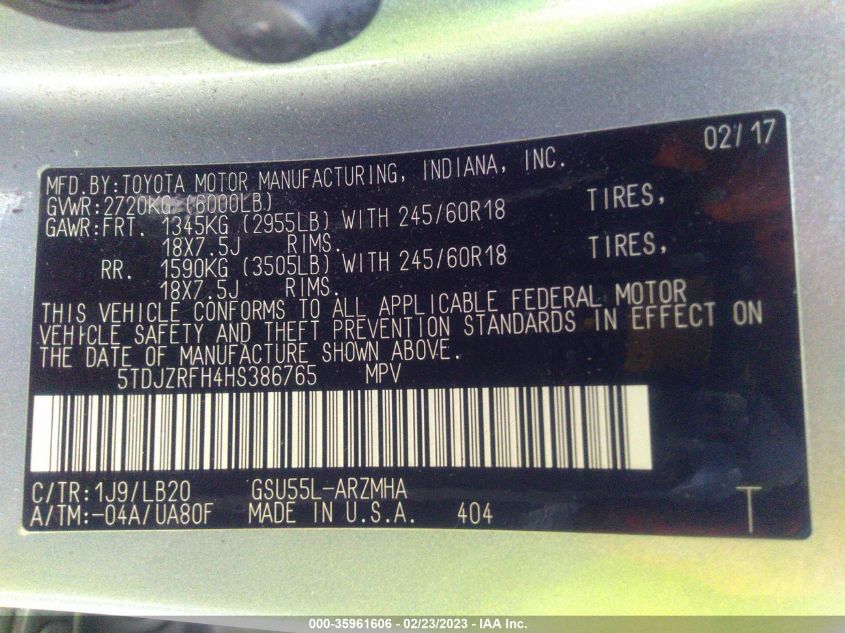 02/17
MFD.BY:TOYOTA MOTOR MANUFACTURING, INDIANA, INC.
GVWR:2720KG (6000LB)
GAWR:FRT. 1345KG (2955LB) WITH 245/60R18 TIRES,
18X7.5J RIMS.
RR. 1590KG (3505LB) WITH 245/60R18 TIRES,
18X7.5J RIMS.
THIS VEHICLE CONFORMS TO ALL APPLICABLE FEDERAL MOTOR
VEHICLE SAFETY AND THEFT PREVENTION STANDARDS IN EFFECT ON
THE DATE OF MANUFACTURE SHOWN ABOVE.
5TDJZRFH4HS386765 MPV
C/TR:1J9/LB20 GSU55L-ARZMHA
A/TM:-04A/UA80F MADE IN U.S.A. 404
T
000-35961606 - 02/23/2023 - IAA Inc.